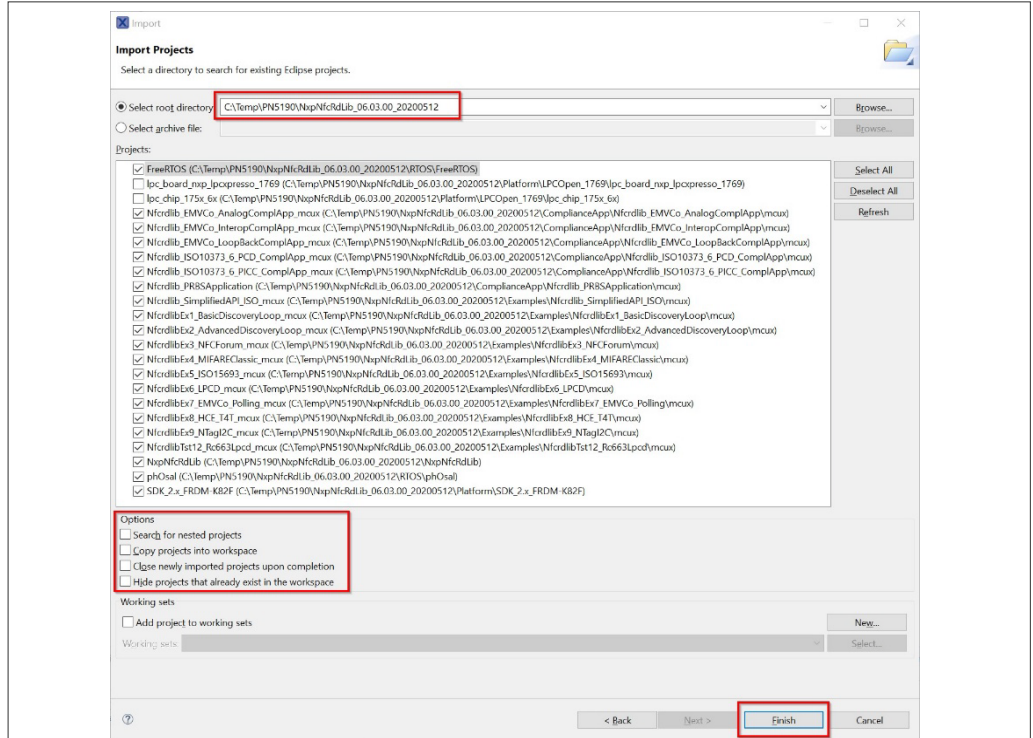 Import
Import Projects
Select a directory to search for existing Eclipse projects.
Select root directory: C:\Temp\PN5190\NxpNfcRdLib_06.03.00_20200512 Browse...
Select archive file: Browse...
Projects:
FreeRTOS (C:\Temp\PN5190\NxpNfcRdLib_06.03.00_20200512\RTOS\FreeRTOS) Select All
lpc_board_nxp_lpcxpresso_1769 (C:\Temp\PN5190\NxpNfcRdLib_06.03.00_20200512\Platform\LPCOpen_1769\lpc_board_nxp_lpcxpresso_1769) Deselect All
lpc_chip_175x_6x (C:\Temp\PN5190\NxpNfcRdLib_06.03.00_20200512\Platform\LPCOpen_1769\lpc_chip_175x_6x)
Nfcrdlib_EMVCo_AnalogComplApp_mcux (C:\Temp\PN5190\NxpNfcRdLib_06.03.00_20200512\ComplianceApp\Nfcrdlib_EMVCo_AnalogComplApp\mcux) Refresh
Nfcrdlib_EMVCo_InteropComplApp_mcux (C:\Temp\PN5190\NxpNfcRdLib_06.03.00_20200512\ComplianceApp\Nfcrdlib_EMVCo_InteropComplApp\mcux)
Nfcrdlib_EMVCo_LoopBackComplApp_mcux (C:\Temp\PN5190\NxpNfcRdLib_06.03.00_20200512\ComplianceApp\Nfcrdlib_EMVCo_LoopBackComplApp\mcux)
Nfcrdlib_ISO10373_6_PCD_ComplApp_mcux (C:\Temp\PN5190\NxpNfcRdLib_06.03.00_20200512\ComplianceApp\Nfcrdlib_ISO10373_6_PCD_ComplApp\mcux)
Nfcrdlib_ISO10373_6_PICC_ComplApp_mcux (C:\Temp\PN5190\NxpNfcRdLib_06.03.00_20200512\ComplianceApp\Nfcrdlib_ISO10373_6_PICC_ComplApp\mcux)
Nfcrdlib_PR8SApplication (C:\Temp\PN5190\NxpNfcRdLib_06.03.00_20200512\ComplianceApp\Nfcrdlib_PR8SApplication\mcux)
Nfcrdlib_SimplifiedAPI_ISO_mcux (C:\Temp\PN5190\NxpNfcRdLib_06.03.00_20200512\Examples\Nfcrdlib_SimplifiedAPI_ISO\mcux)
NfcrdlibEx1_BasicDiscoveryLoop_mcux (C:\Temp\PN5190\NxpNfcRdLib_06.03.00_20200512\Examples\NfcrdlibEx1_BasicDiscoveryLoop\mcux)
NfcrdlibEx2_AdvancedDiscoveryLoop_mcux (C:\Temp\PN5190\NxpNfcRdLib_06.03.00_20200512\Examples\NfcrdlibEx2_AdvancedDiscoveryLoop\mcux)
NfcrdlibEx3_NFCForum_mcux (C:\Temp\PN5190\NxpNfcRdLib_06.03.00_20200512\Examples\NfcrdlibEx3_NFCForum\mcux)
NfcrdlibEx4_MIFAREClassic_mcux (C:\Temp\PN5190\NxpNfcRdLib_06.03.00_20200512\Examples\NfcrdlibEx4_MIFAREClassic\mcux)
NfcrdlibEx5_ISO15693_mcux (C:\Temp\PN5190\NxpNfcRdLib_06.03.00_20200512\Examples\NfcrdlibEx5_ISO15693\mcux)
NfcrdlibEx6_LPCD_mcux (C:\Temp\PN5190\NxpNfcRdLib_06.03.00_20200512\Examples\NfcrdlibEx6_LPCD\mcux)
NfcrdlibEx7_EMVCo_Polling_mcux (C:\Temp\PN5190\NxpNfcRdLib_06.03.00_20200512\Examples\NfcrdlibEx7_EMVCo_Polling\mcux)
NfcrdlibEx8_HCE_T4T_mcux (C:\Temp\PN5190\NxpNfcRdLib_06.03.00_20200512\Examples\NfcrdlibEx8_HCE_T4T\mcux)
NfcrdlibEx9_NTagI2C_mcux (C:\Temp\PN5190\NxpNfcRdLib_06.03.00_20200512\Examples\NfcrdlibEx9_NTagI2C\mcux)
NfcrdlibTst12_Rc663Lpcd_mcux (C:\Temp\PN5190\NxpNfcRdLib_06.03.00_20200512\Examples\NfcrdlibTst12_Rc663Lpcd\mcux)
NxpNfcRdLib (C:\Temp\PN5190\NxpNfcRdLib_06.03.00_20200512\NxpNfcRdLib)
phOsal (C:\Temp\PN5190\NxpNfcRdLib_06.03.00_20200512\RTOS\phOsal)
SDK_2.x_FRDM-K82F (C:\Temp\PN5190\NxpNfcRdLib_06.03.00_20200512\Platform\SDK_2.x_FRDM-K82F)
Options
Search for nested projects
Copy projects into workspace
Close newly imported projects upon completion
Hide projects that already exist in the workspace
Working sets
Add project to working sets New...
Working sets: Select...
? < Back Next > Finish Cancel